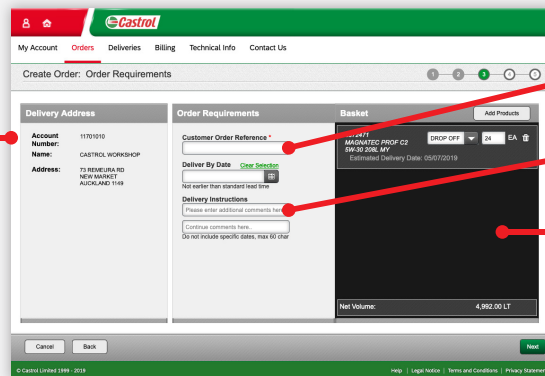 Castrol
My Account Orders Deliveries Billing Technical Info Contact Us
Create Order: Order Requirements
1 2 3 4 5
Delivery Address
Account Number: 11701010
Name: CASTROL WORKSHOP
Address: 73 REMEURA RD
NEW MARKET
AUCKLAND 1149
Order Requirements
Customer Order Reference *
Deliver By Date Clear Selection
Not earlier than standard lead time
Delivery Instructions
Please enter additional comments here
Continue comments here..
Do not include specific dates, max 60 char
Basket Add Products
MAGNATEC PROF C2
5W-30 208L MY
DROP OFF 24 EA
Estimated Delivery Date: 05/07/2019
Net Volume: 4,992.00 LT
Cancel Back Next
© Castrol Limited 1999 - 2019
Help | Legal Notice | Terms and Conditions | Privacy Statemen